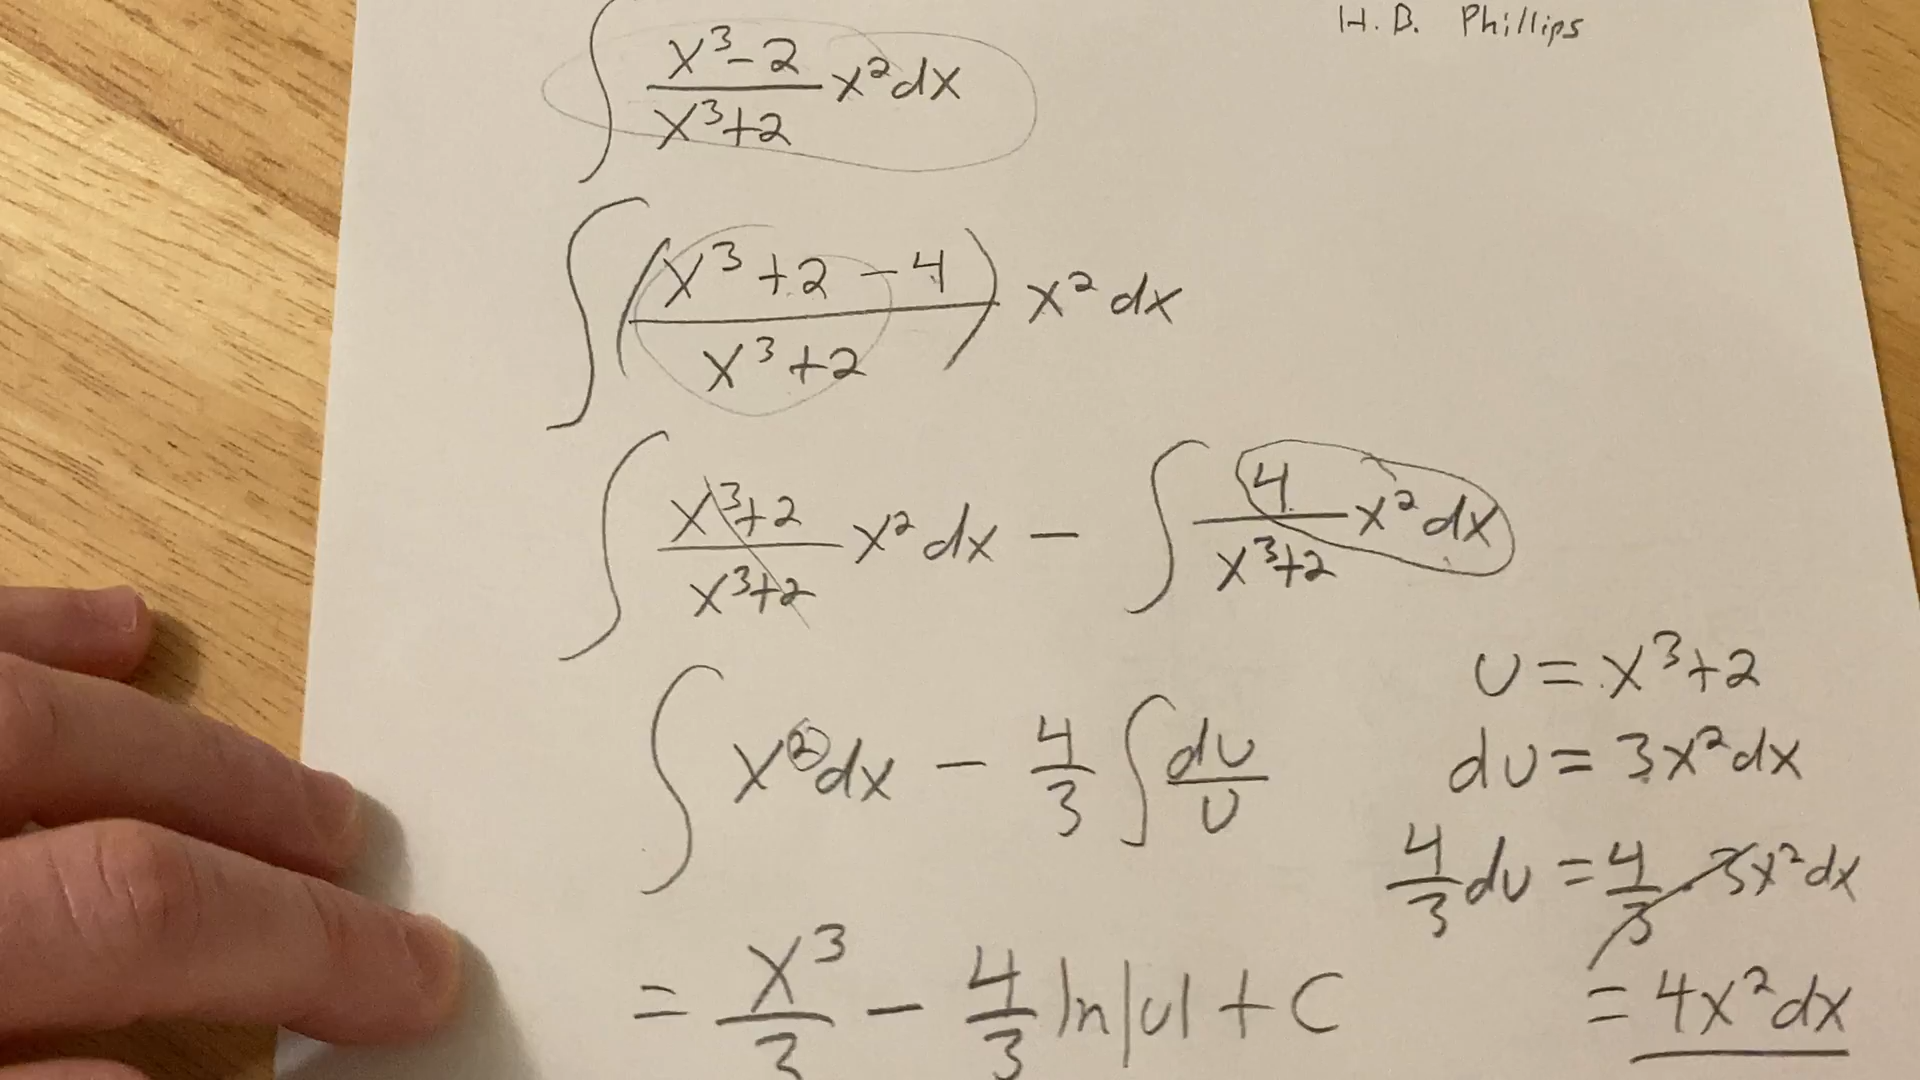 H. B. Phillips
∫ (x³-2)/(x³+2) x²dx
∫ ((x³+2-4)/(x³+2)) x² dx
∫ (x³+2)/(x³+2) x² dx - ∫ 4/(x³+2) x² dx
u = x³+2
∫ x² dx - 4/3 ∫ du/u
du = 3x²dx
4/3 du = 4/3 · 3x²dx
= x³/3 - 4/3 ln|u| + C
= 4x²dx